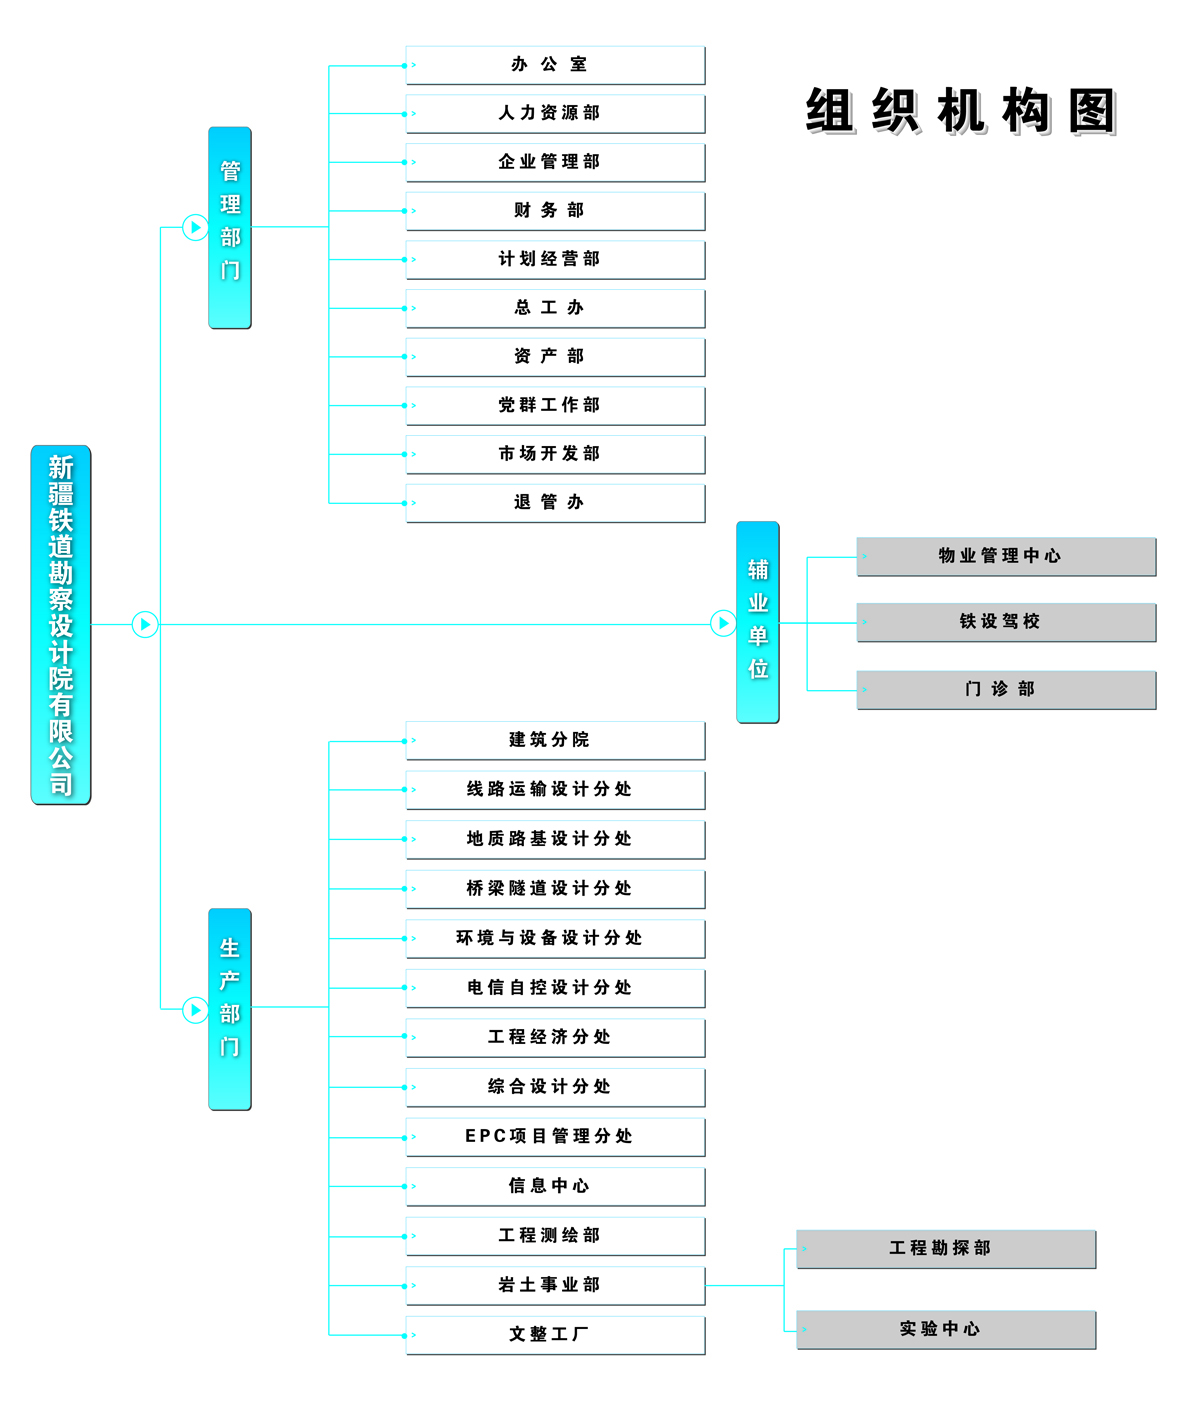 组织机构图
新疆铁道勘察设计院有限公司
管理部门
办公室
人力资源部
企业管理部
财务部
计划经营部
总工办
资产部
党群工作部
市场开发部
退管办
辅业单位
物业管理中心
铁设驾校
门诊部
生产部门
建筑分院
线路运输设计分处
地质路基设计分处
桥梁隧道设计分处
环境与设备设计分处
电信自控设计分处
工程经济分处
综合设计分处
EPC项目管理分处
信息中心
工程测绘部
岩土事业部
工程勘探部
实验中心
文整工厂